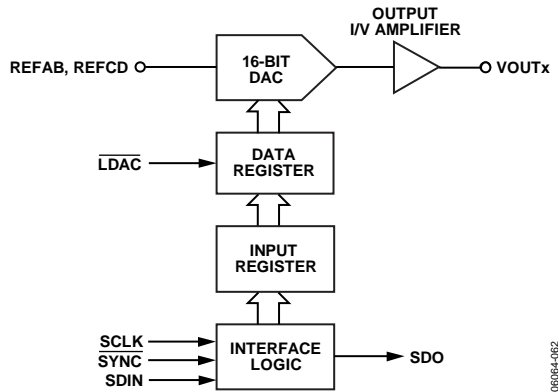 OUTPUT
I/V AMPLIFIER
REFAB, REFCD
16-BIT
DAC
VOUTx
LDAC
DATA
REGISTER
INPUT
REGISTER
SCLK
SYNC
SDIN
INTERFACE
LOGIC
SDO
06064-062